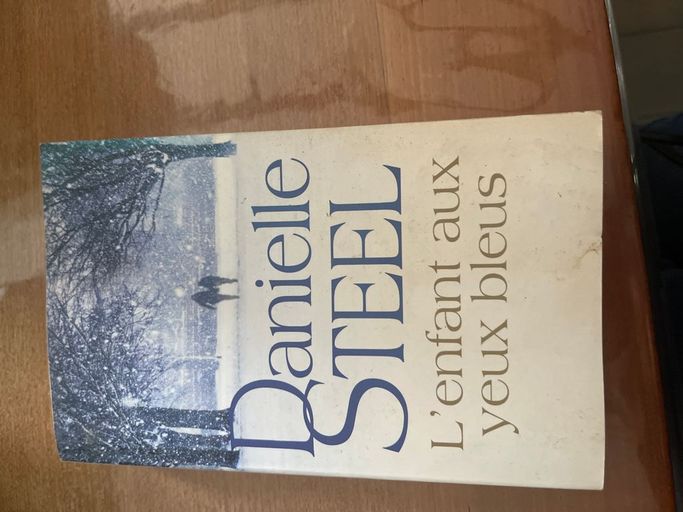 Danielle
STEEL
L'enfant aux
yeux bleus